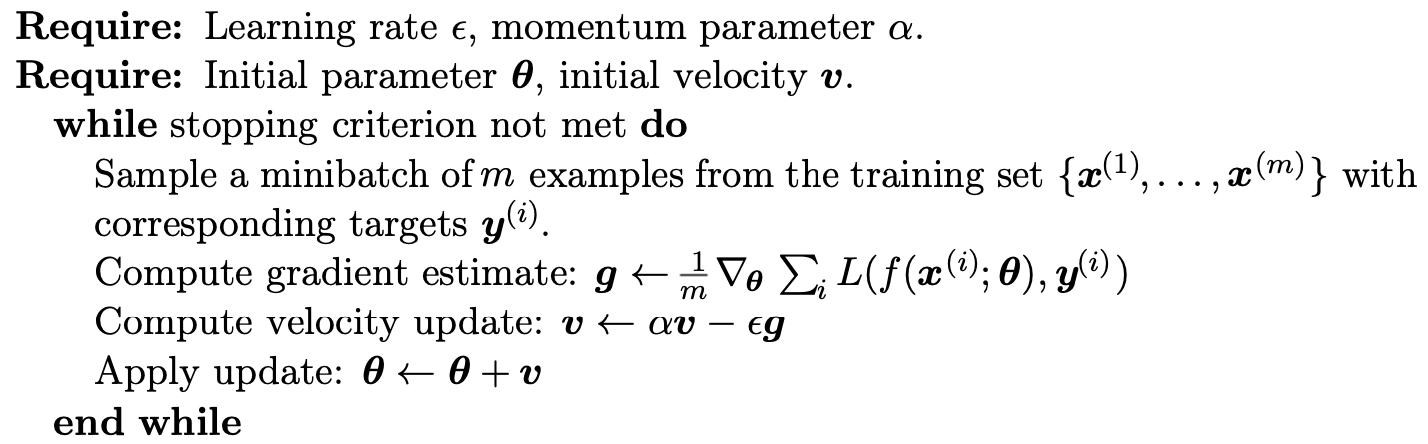 Require: Learning rate ϵ, momentum parameter α.
Require: Initial parameter θ, initial velocity v.
while stopping criterion not met do
Sample a minibatch of m examples from the training set {x⁽¹⁾, . . . , x⁽ᵐ⁾} with
corresponding targets y⁽ⁱ⁾.
Compute gradient estimate: g ← 1/m ∇_θ ∑_i L(f(x⁽ⁱ⁾; θ), y⁽ⁱ⁾)
Compute velocity update: v ← αv − ϵg
Apply update: θ ← θ + v
end while